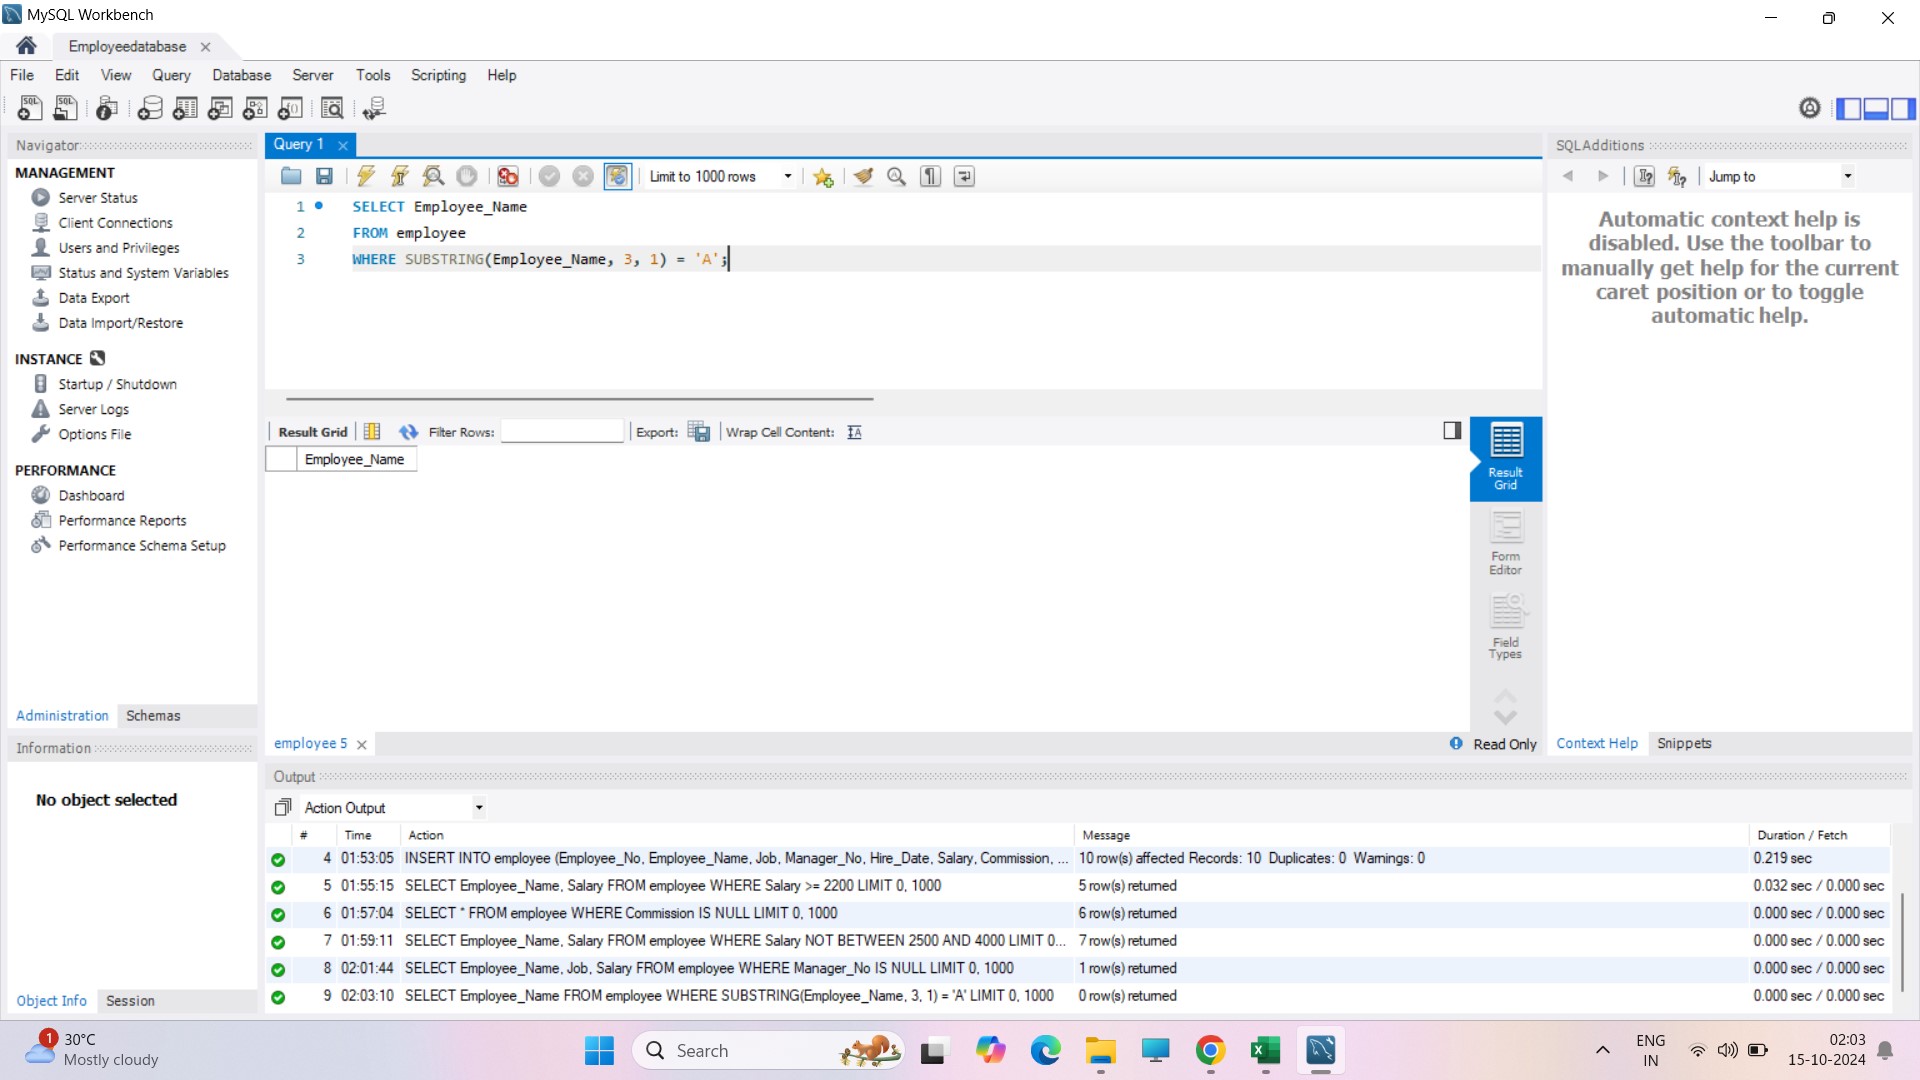 MySQL Workbench
Employeedatabase
File Edit View Query Database Server Tools Scripting Help
Navigator
MANAGEMENT
Server Status
Client Connections
Users and Privileges
Status and System Variables
Data Export
Data Import/Restore
INSTANCE
Startup / Shutdown
Server Logs
Options File
PERFORMANCE
Dashboard
Performance Reports
Performance Schema Setup
Administration Schemas
Information
No object selected
Object Info Session
Query 1
Limit to 1000 rows
1 SELECT Employee_Name
2 FROM employee
3 WHERE SUBSTRING(Employee_Name, 3, 1) = 'A';
Result Grid Filter Rows: Export: Wrap Cell Content:
Employee_Name
Result
Grid
Form
Editor
Field
Types
employee 5
Read Only
SQLAdditions
Jump to
Automatic context help is
disabled. Use the toolbar to
manually get help for the current
caret position or to toggle
automatic help.
Context Help Snippets
Output
Action Output
# Time Action Message Duration / Fetch
4 01:53:05 INSERT INTO employee (Employee_No, Employee_Name, Job, Manager_No, Hire_Date, Salary, Commission, ... 10 row(s) affected Records: 10 Duplicates: 0 Warnings: 0 0.219 sec
5 01:55:15 SELECT Employee_Name, Salary FROM employee WHERE Salary >= 2200 LIMIT 0, 1000 5 row(s) returned 0.032 sec / 0.000 sec
6 01:57:04 SELECT * FROM employee WHERE Commission IS NULL LIMIT 0, 1000 6 row(s) returned 0.000 sec / 0.000 sec
7 01:59:11 SELECT Employee_Name, Salary FROM employee WHERE Salary NOT BETWEEN 2500 AND 4000 LIMIT 0... 7 row(s) returned 0.000 sec / 0.000 sec
8 02:01:44 SELECT Employee_Name, Job, Salary FROM employee WHERE Manager_No IS NULL LIMIT 0, 1000 1 row(s) returned 0.000 sec / 0.000 sec
9 02:03:10 SELECT Employee_Name FROM employee WHERE SUBSTRING(Employee_Name, 3, 1) = 'A' LIMIT 0, 1000 0 row(s) returned 0.000 sec / 0.000 sec
1
30°C
Mostly cloudy
Search
ENG
IN
02:03
15-10-2024